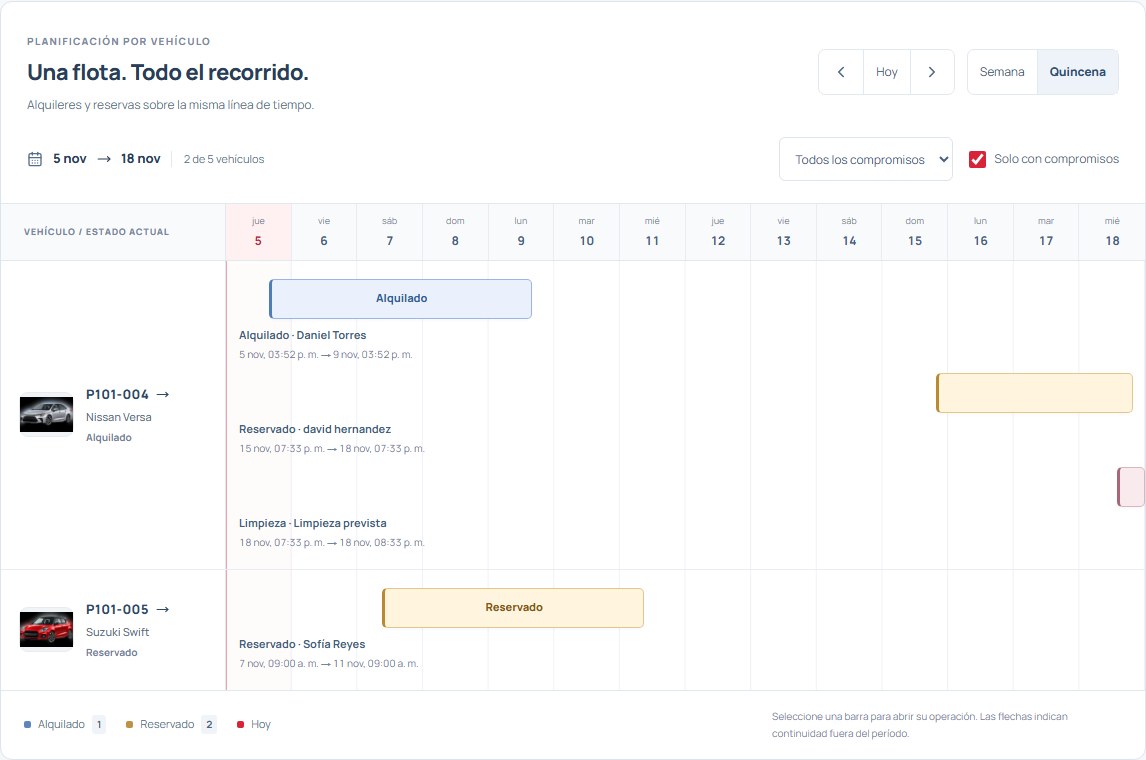 PLANIFICACIÓN POR VEHÍCULO
Una flota. Todo el recorrido.
Alquileres y reservas sobre la misma línea de tiempo.
Hoy
Semana
Quincena
5 nov → 18 nov
2 de 5 vehículos
Todos los compromisos
Solo con compromisos
VEHÍCULO / ESTADO ACTUAL
jue vie sáb dom lun mar mié jue vie sáb dom lun mar mié
5 6 7 8 9 10 11 12 13 14 15 16 17 18
Alquilado
Alquilado · Daniel Torres
5 nov, 03:52 p. m. → 9 nov, 03:52 p. m.
P101-004 →
Nissan Versa
Alquilado
Reservado · david hernandez
15 nov, 07:33 p. m. → 18 nov, 07:33 p. m.
Limpieza · Limpieza prevista
18 nov, 07:33 p. m. → 18 nov, 08:33 p. m.
P101-005 →
Suzuki Swift
Reservado
Reservado
Reservado · Sofía Reyes
7 nov, 09:00 a. m. → 11 nov, 09:00 a. m.
Alquilado 1
Reservado 2
Hoy
Seleccione una barra para abrir su operación. Las flechas indican
continuidad fuera del período.